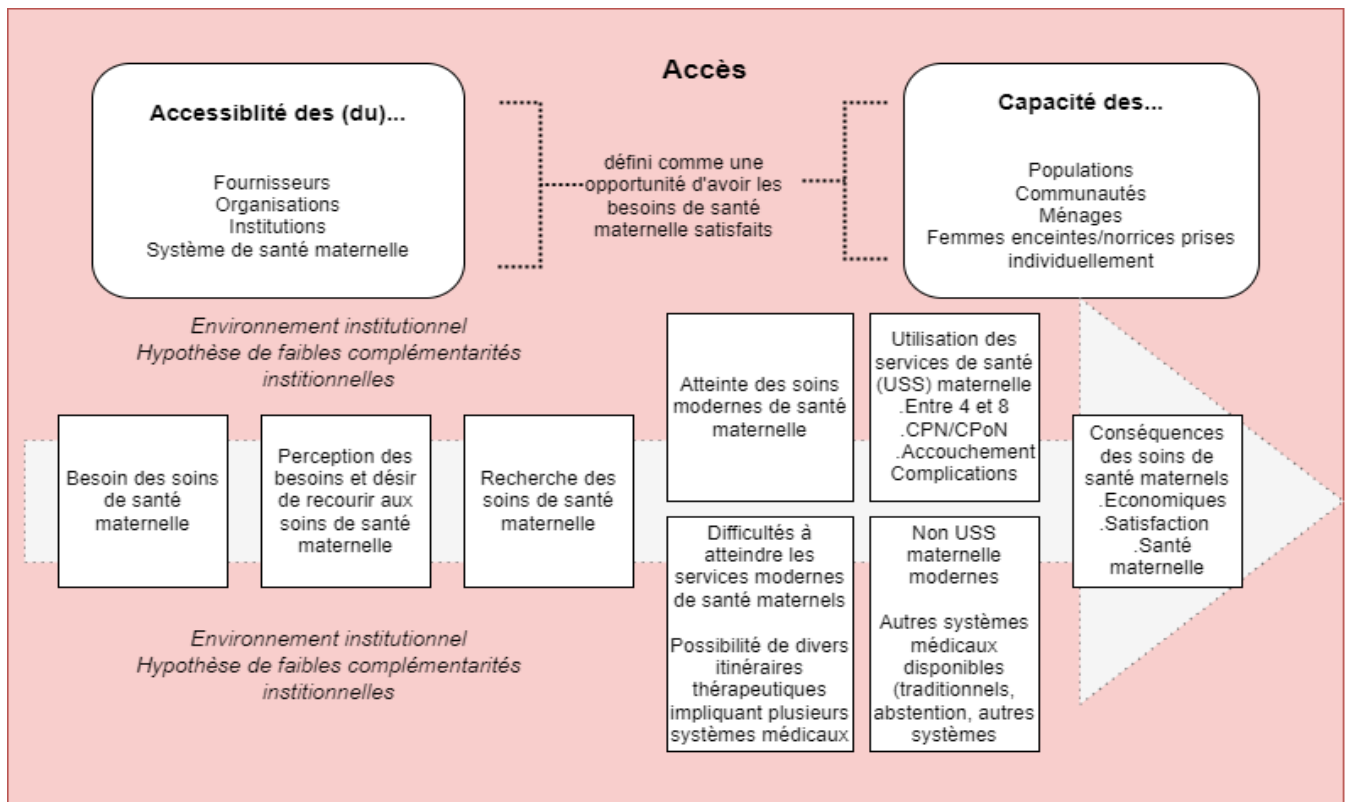 Accès
Accessiblité des (du)...
Fournisseurs
Organisations
Institutions
Système de santé maternelle
défini comme une
opportunité d'avoir les
besoins de santé
maternelle satisfaits
Capacité des...
Populations
Communautés
Ménages
Femmes enceintes/norrices prises
individuellement
Environnement institutionnel
Hypothèse de faibles complémentarités
institionnelles
Besoin des soins
de santé
maternelle
Perception des
besoins et désir
de recourir aux
soins de santé
maternelle
Recherche des
soins de santé
maternelle
Atteinte des soins
modernes de santé
maternelle
Utilisation des
services de santé
(USS) maternelle
.Entre 4 et 8
.CPN/CPoN
.Accouchement
Complications
Difficultés à
atteindre les
services modernes
de santé maternels
Possibilité de divers
itinéraires
thérapeutiques
impliquant plusieurs
systèmes médicaux
Non USS
maternelle
modernes
Autres systèmes
médicaux
disponibles
(traditionnels,
abstention, autres
systèmes
Conséquences
des soins de
santé maternels
.Economiques
.Satisfaction
.Santé
maternelle
Environnement institutionnel
Hypothèse de faibles complémentarités
institionnelles